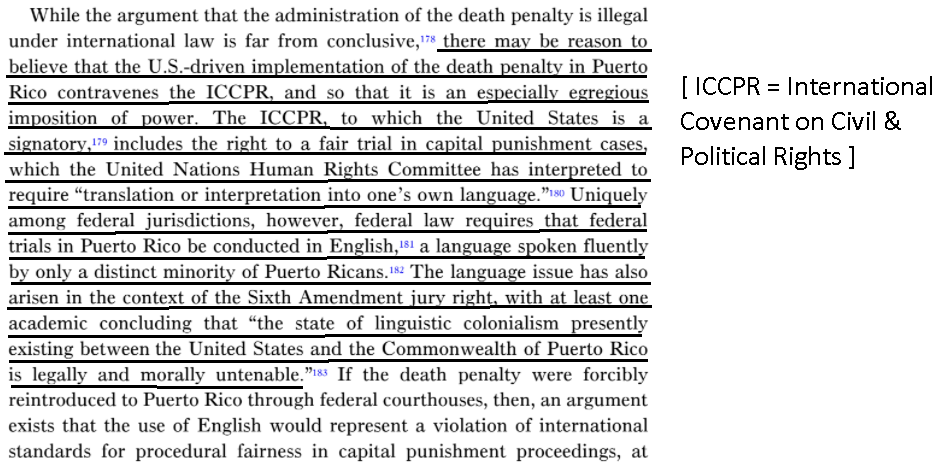 While the argument that the administration of the death penalty is illegal
under international law is far from conclusive,178 there may be reason to
believe that the U.S.-driven implementation of the death penalty in Puerto
Rico contravenes the ICCPR, and so that it is an especially egregious
imposition of power. The ICCPR, to which the United States is a
signatory,179 includes the right to a fair trial in capital punishment cases,
which the United Nations Human Rights Committee has interpreted to
require “translation or interpretation into one’s own language.”180 Uniquely
among federal jurisdictions, however, federal law requires that federal
trials in Puerto Rico be conducted in English,181 a language spoken fluently
by only a distinct minority of Puerto Ricans.182 The language issue has also
arisen in the context of the Sixth Amendment jury right, with at least one
academic concluding that “the state of linguistic colonialism presently
existing between the United States and the Commonwealth of Puerto Rico
is legally and morally untenable.”183 If the death penalty were forcibly
reintroduced to Puerto Rico through federal courthouses, then, an argument
exists that the use of English would represent a violation of international
standards for procedural fairness in capital punishment proceedings, at
[ ICCPR = International
Covenant on Civil &
Political Rights ]